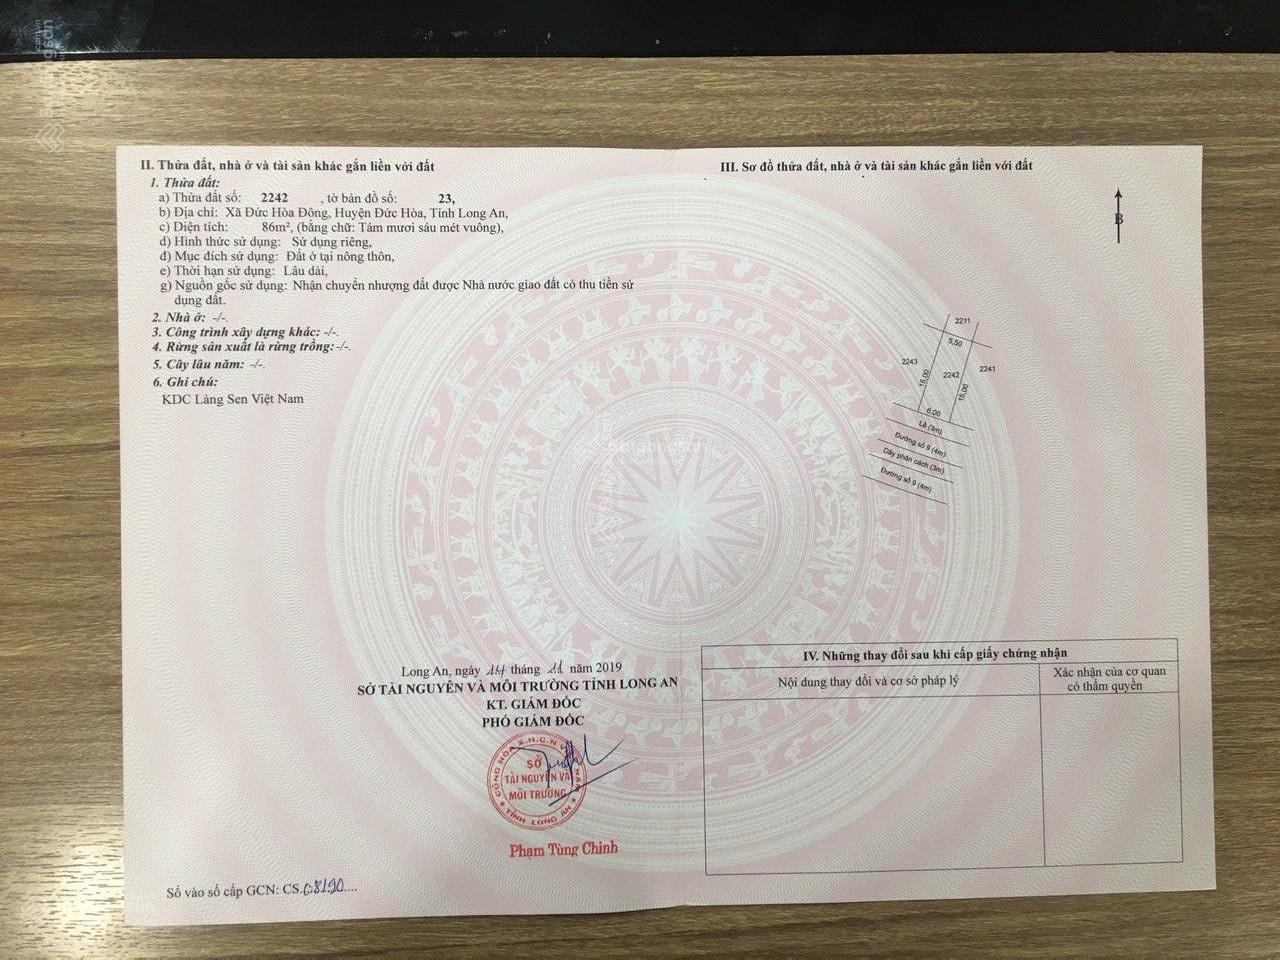 II. Thửa đất, nhà ở và tài sản khác gắn liền với đất
1. Thửa đất:
a) Thửa đất số: 2242 , tờ bản đồ số: 23,
b) Địa chỉ: Xã Đức Hòa Đông, Huyện Đức Hòa, Tỉnh Long An,
c) Diện tích: 86m², (bằng chữ: Tám mươi sáu mét vuông),
d) Hình thức sử dụng: Sử dụng riêng,
đ) Mục đích sử dụng: Đất ở tại nông thôn,
e) Thời hạn sử dụng: Lâu dài,
g) Nguồn gốc sử dụng: Nhận chuyển nhượng đất được Nhà nước giao đất có thu tiền sử
dụng đất.
2. Nhà ở: -/-.
3. Công trình xây dựng khác: -/-.
4. Rừng sản xuất là rừng trồng: -/-.
5. Cây lâu năm: -/-.
6. Ghi chú:
KDC Làng Sen Việt Nam
Long An, ngày 14 tháng 11 năm 2019
SỞ TÀI NGUYÊN VÀ MÔI TRƯỜNG TỈNH LONG AN
KT. GIÁM ĐỐC
PHÓ GIÁM ĐỐC
CỘNG HÒA X.H.C.N VIỆT NAM
SỞ
TÀI NGUYÊN VÀ
MÔI TRƯỜNG
★ TỈNH LONG AN ★
Phạm Tùng Chinh
Số vào sổ cấp GCN: CS.08190....
III. Sơ đồ thửa đất, nhà ở và tài sản khác gắn liền với đất
B
2211
5,50
2243
2241
15,00
2242
15,00
6,00
Lề (3m)
Đường số 9 (4m)
Dãy phân cách (3m)
Đường số 9 (4m)
IV. Những thay đổi sau khi cấp giấy chứng nhận
Nội dung thay đổi và cơ sở pháp lý
Xác nhận của cơ quan
có thẩm quyền